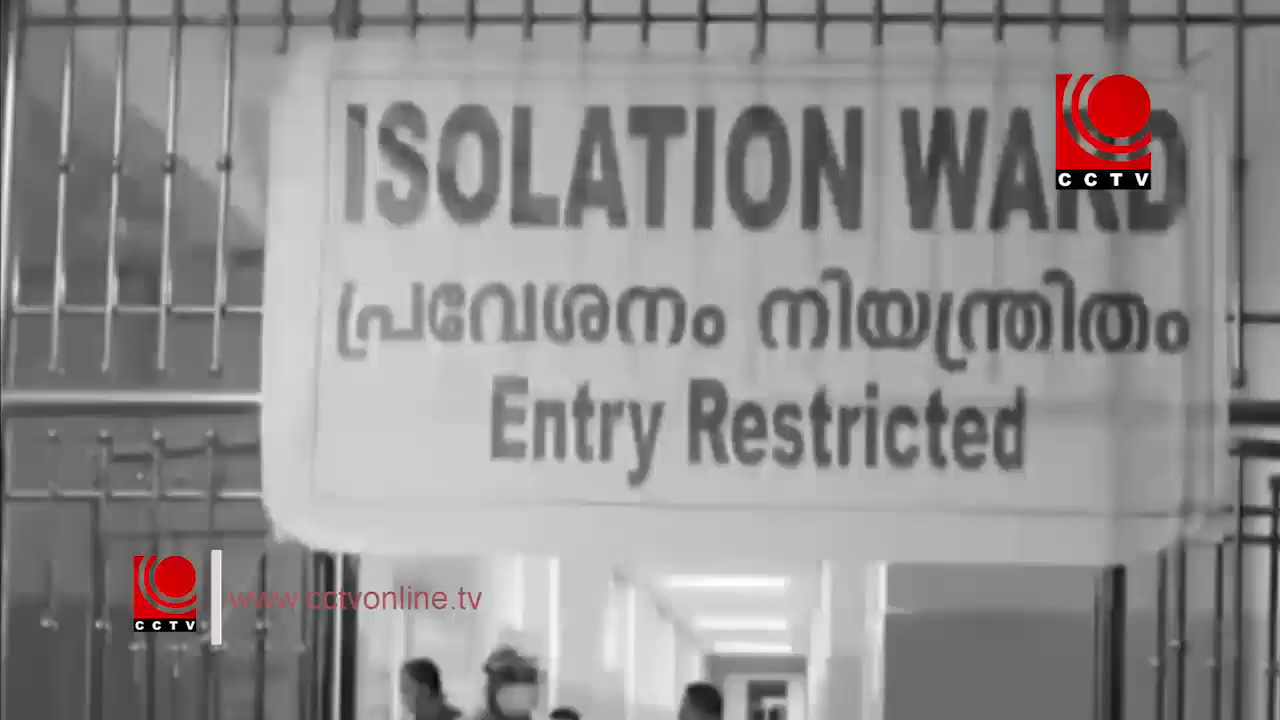 ISOLATION WARD
പ്രവേശനം നിയന്ത്രിതം
Entry Restricted
CCTV
CCTV
www.cctvonline.tv